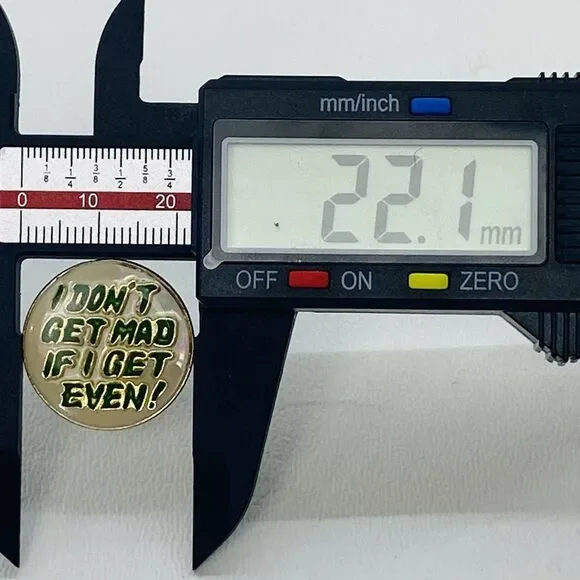 mm/inch
1/8 1/4 3/8 1/2 5/8 3/4
0 10 20
22.1 mm
OFF ON ZERO
I DON'T
GET MAD
IF I GET
EVEN!